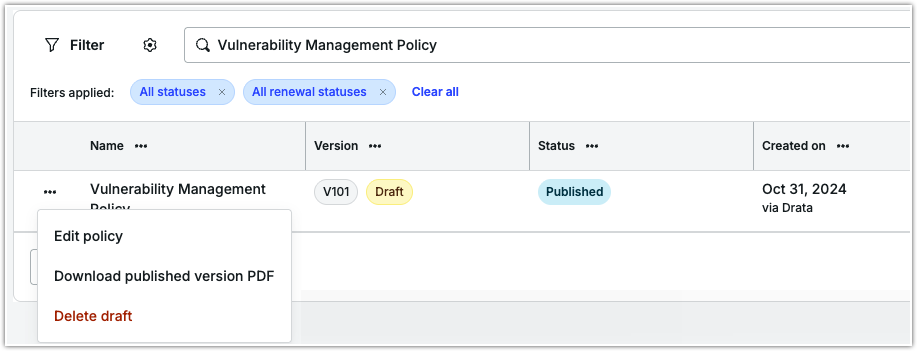 Filter
Vulnerability Management Policy
Filters applied:
All statuses ×
All renewal statuses ×
Clear all
Name ••• Version ••• Status ••• Created on •••
••• Vulnerability Management V101 Draft Published Oct 31, 2024
Policy via Drata
Edit policy
Download published version PDF
Delete draft